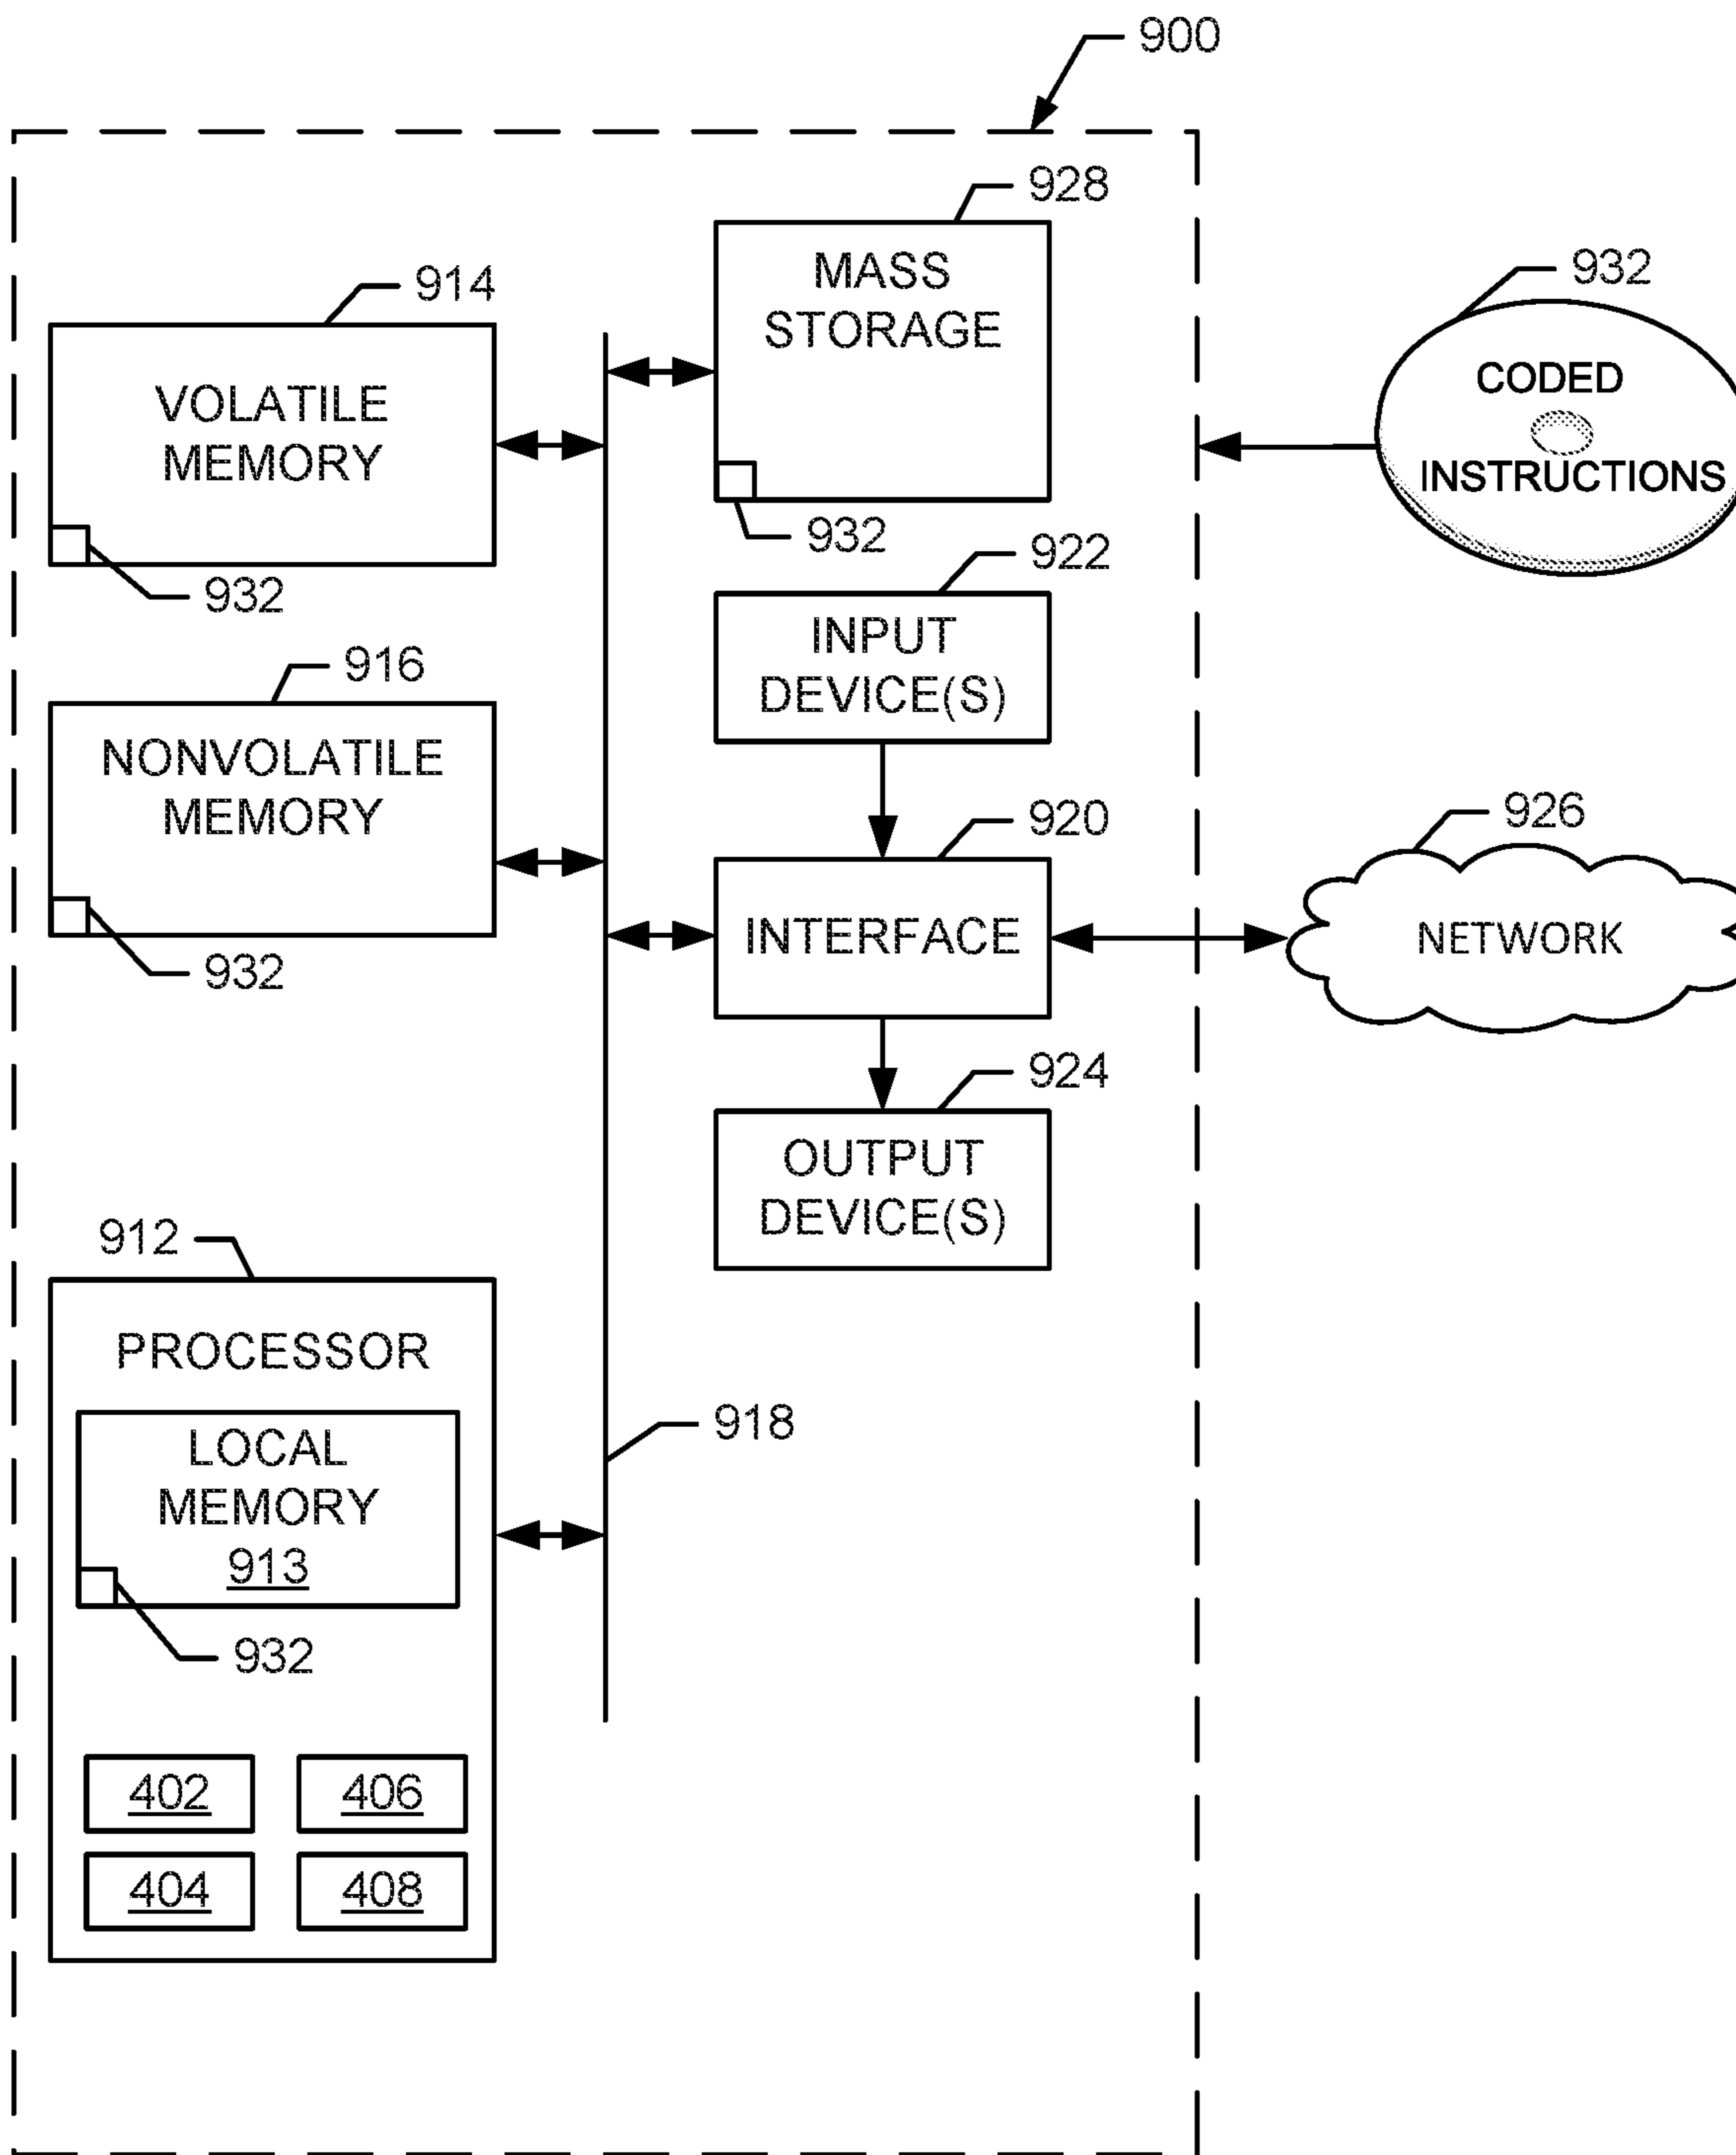 900
928
MASS
STORAGE
932
914
VOLATILE
MEMORY
932
932
CODED
INSTRUCTIONS
922
INPUT
DEVICE(S)
916
NONVOLATILE
MEMORY
932
920
INTERFACE
926
NETWORK
924
OUTPUT
DEVICE(S)
912
PROCESSOR
LOCAL
MEMORY
913
932
918
402
406
404
408